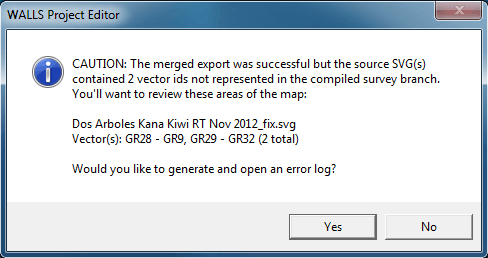 WALLS Project Editor
CAUTION: The merged export was successful but the source SVG(s)
contained 2 vector ids not represented in the compiled survey branch.
You'll want to review these areas of the map:
Dos Arboles Kana Kiwi RT Nov 2012_fix.svg
Vector(s): GR28 - GR9, GR29 - GR32 (2 total)
Would you like to generate and open an error log?
Yes
No